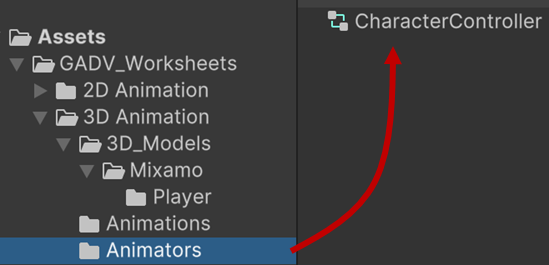 CharacterController
Assets
GADV_Worksheets
2D Animation
3D Animation
3D_Models
Mixamo
Player
Animations
Animators